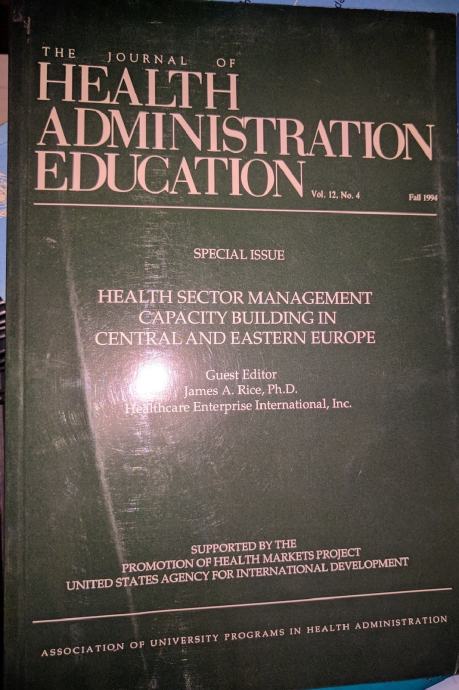 THE JOURNAL OF
HEALTH
ADMINISTRATION
EDUCATION
Vol. 12, No. 4
Fall 1994
SPECIAL ISSUE
HEALTH SECTOR MANAGEMENT
CAPACITY BUILDING IN
CENTRAL AND EASTERN EUROPE
Guest Editor
James A. Rice, Ph.D.
Healthcare Enterprise International, Inc.
SUPPORTED BY THE
PROMOTION OF HEALTH MARKETS PROJECT
UNITED STATES AGENCY FOR INTERNATIONAL DEVELOPMENT
ASSOCIATION OF UNIVERSITY PROGRAMS IN HEALTH ADMINISTRATION